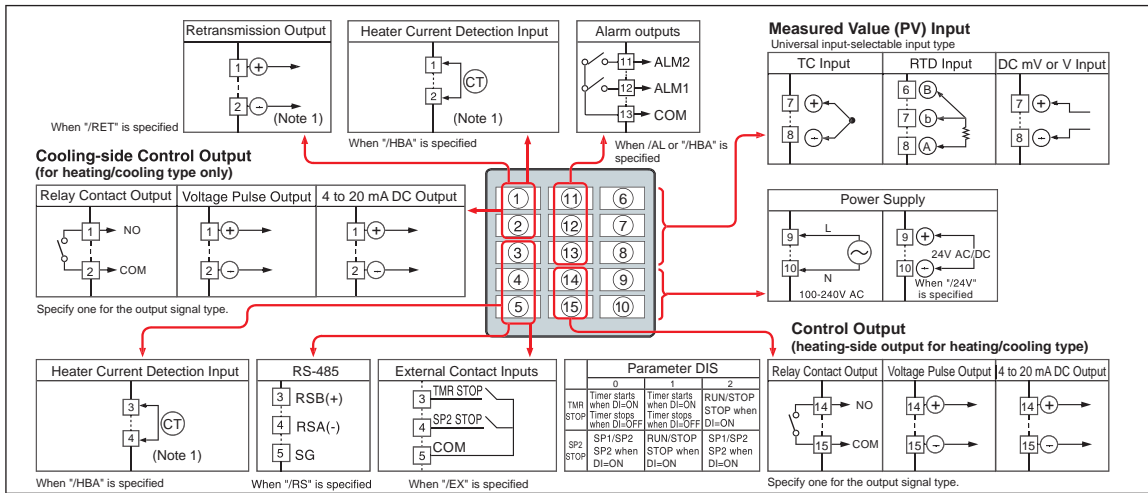 Retransmission Output
1 +
2 −
(Note 1)
When "/RET" is specified
Heater Current Detection Input
1
2
CT
(Note 1)
When "/HBA" is specified
Alarm outputs
11 ALM2
12 ALM1
13 COM
When /AL or "/HBA" is
specified
Measured Value (PV) Input
Universal input-selectable input type
TC Input
7 +
8 −
RTD Input
6 B
7 b
8 A
DC mV or V Input
7 +
8 −
Cooling-side Control Output
(for heating/cooling type only)
Relay Contact Output
1 NO
2 COM
Voltage Pulse Output
1 +
2 −
4 to 20 mA DC Output
1 +
2 −
Specify one for the output signal type.
1 11 6
2 12 7
3 13 8
4 14 9
5 15 10
Power Supply
9 L
10 N
100-240V AC
9 +
24V AC/DC
10 −
When "/24V"
is specified
Heater Current Detection Input
3
4
CT
(Note 1)
When "/HBA" is specified
RS-485
3 RSB(+)
4 RSA(-)
5 SG
When "/RS" is specified
External Contact Inputs
3 TMR STOP
4 SP2 STOP
5 COM
When "/EX" is specified
Parameter DIS
0 1 2
TMR
STOP
Timer starts
when DI=ON
Timer stops
when DI=OFF
Timer starts
when DI=ON
Timer stops
when DI=OFF
RUN/STOP
STOP when
DI=ON
SP2
STOP
SP1/SP2
SP2 when
DI=ON
RUN/STOP
STOP when
DI=ON
SP1/SP2
SP2 when
DI=ON
Control Output
(heating-side output for heating/cooling type)
Relay Contact Output
14 NO
15 COM
Voltage Pulse Output
14 +
15 −
4 to 20 mA DC Output
14 +
15 −
Specify one for the output signal type.